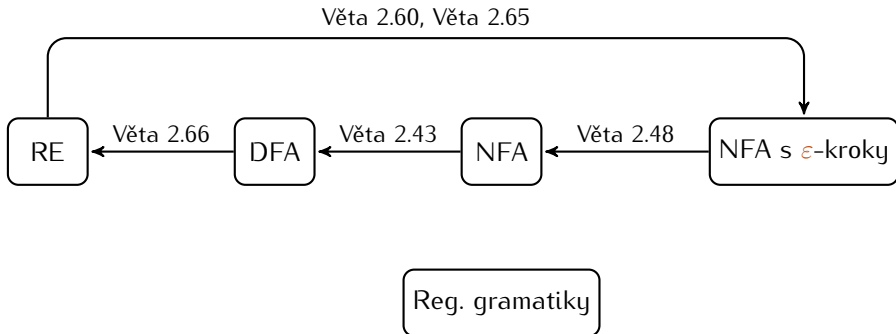 Věta 2.60, Věta 2.65
RE
Věta 2.66
DFA
Věta 2.43
NFA
Věta 2.48
NFA s ε-kroky
Reg. gramatiky